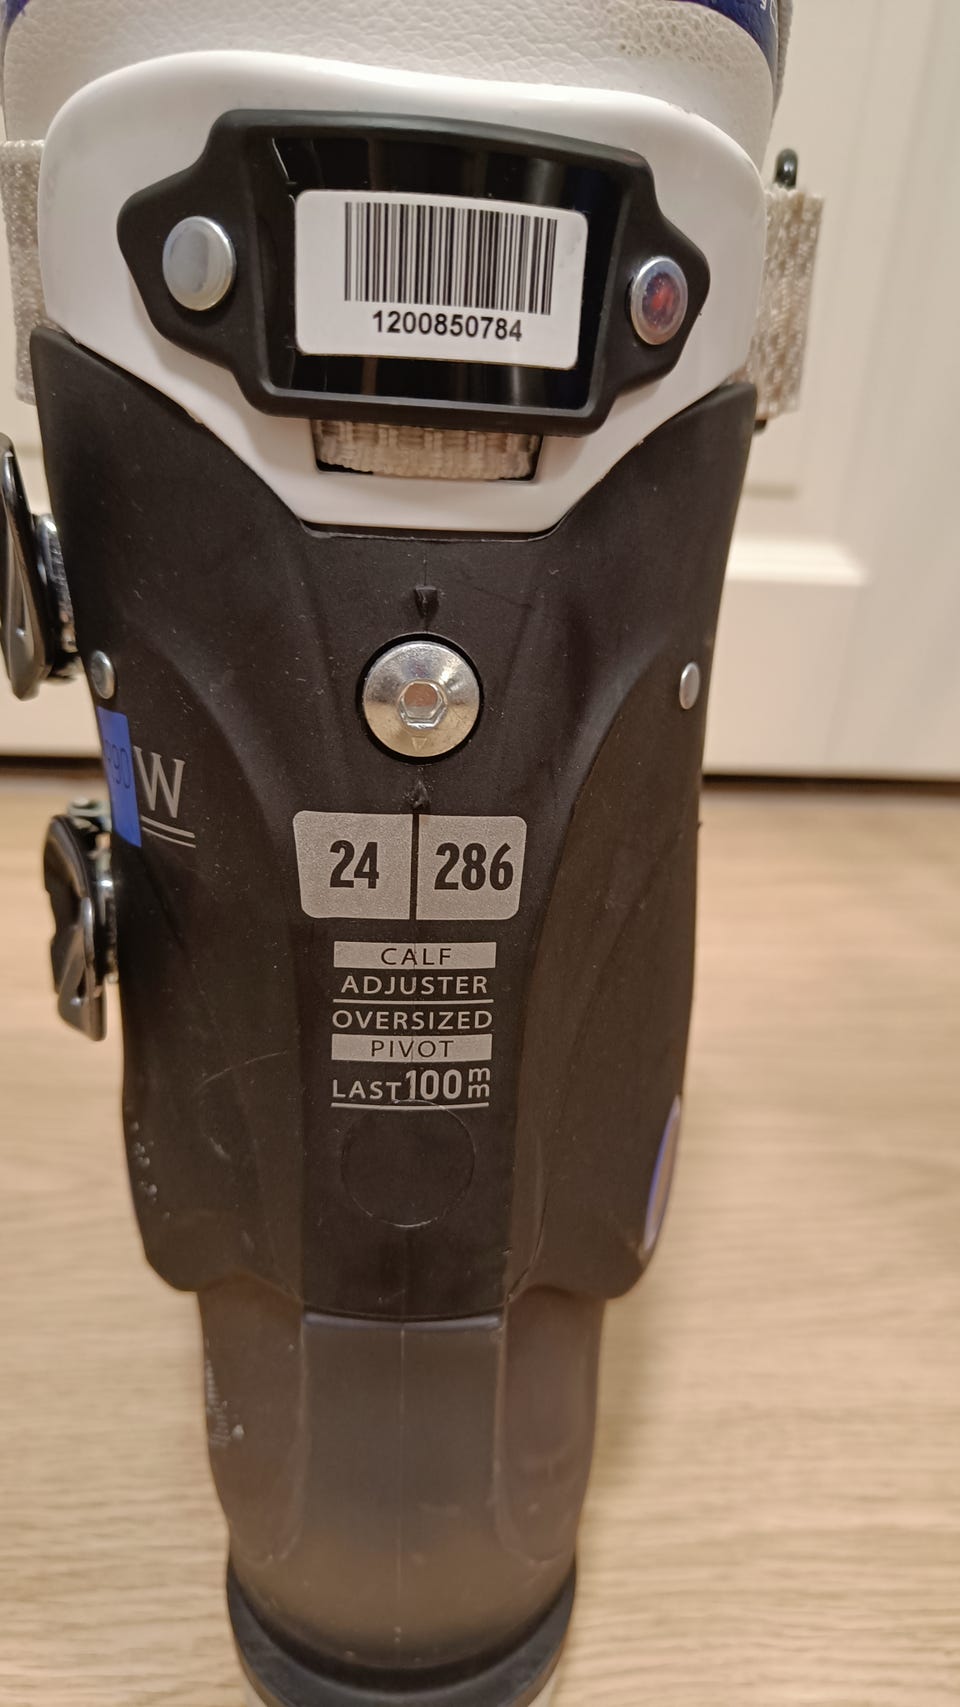 1200850784
W
24 286
CALF
ADJUSTER
OVERSIZED
PIVOT
LAST 100 mm